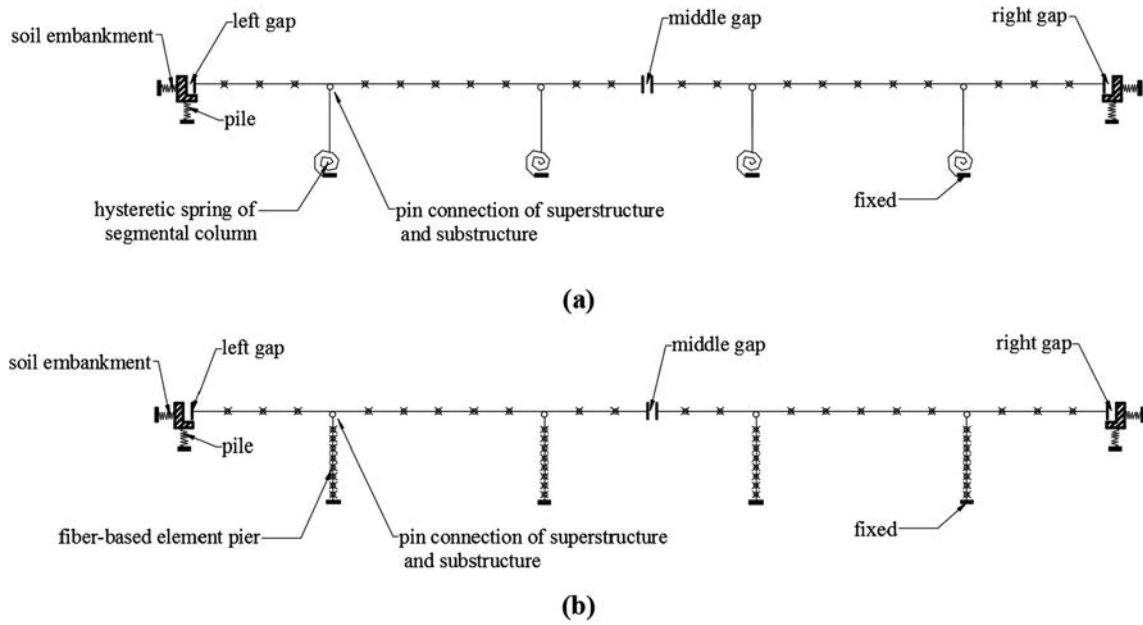 left gap
soil embankment
middle gap
right gap
pile
hysteretic spring of
segmental column
pin connection of superstructure
and substructure
fixed
(a)
left gap
soil embankment
middle gap
right gap
pile
fiber-based element pier
pin connection of superstructure
and substructure
fixed
(b)